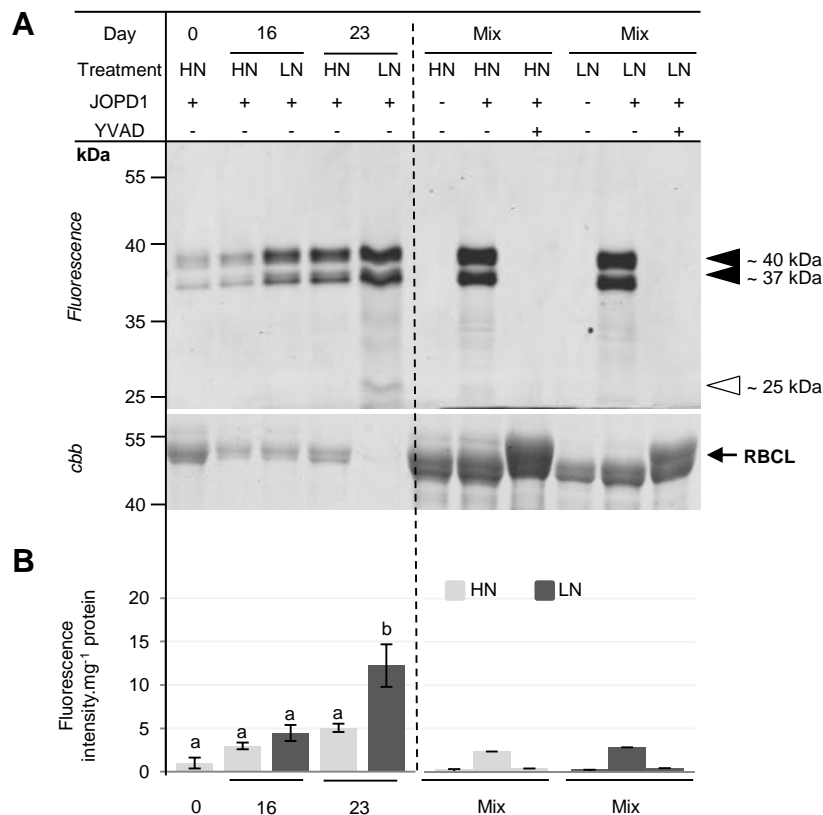 A
Day 0 16 23 Mix Mix
Treatment HN HN LN HN LN HN HN HN LN LN LN
JOPD1 + + + + + - + + - + +
YVAD - - - - - - - + - - +
kDa
55
40
35
25
Fluorescence
~ 40 kDa
~ 37 kDa
~ 25 kDa
55
40
cbb
RBCL
B
HN LN
Fluorescence
intensity.mg⁻¹ protein
20
15
10
5
0
a a a a b
0 16 23 Mix Mix